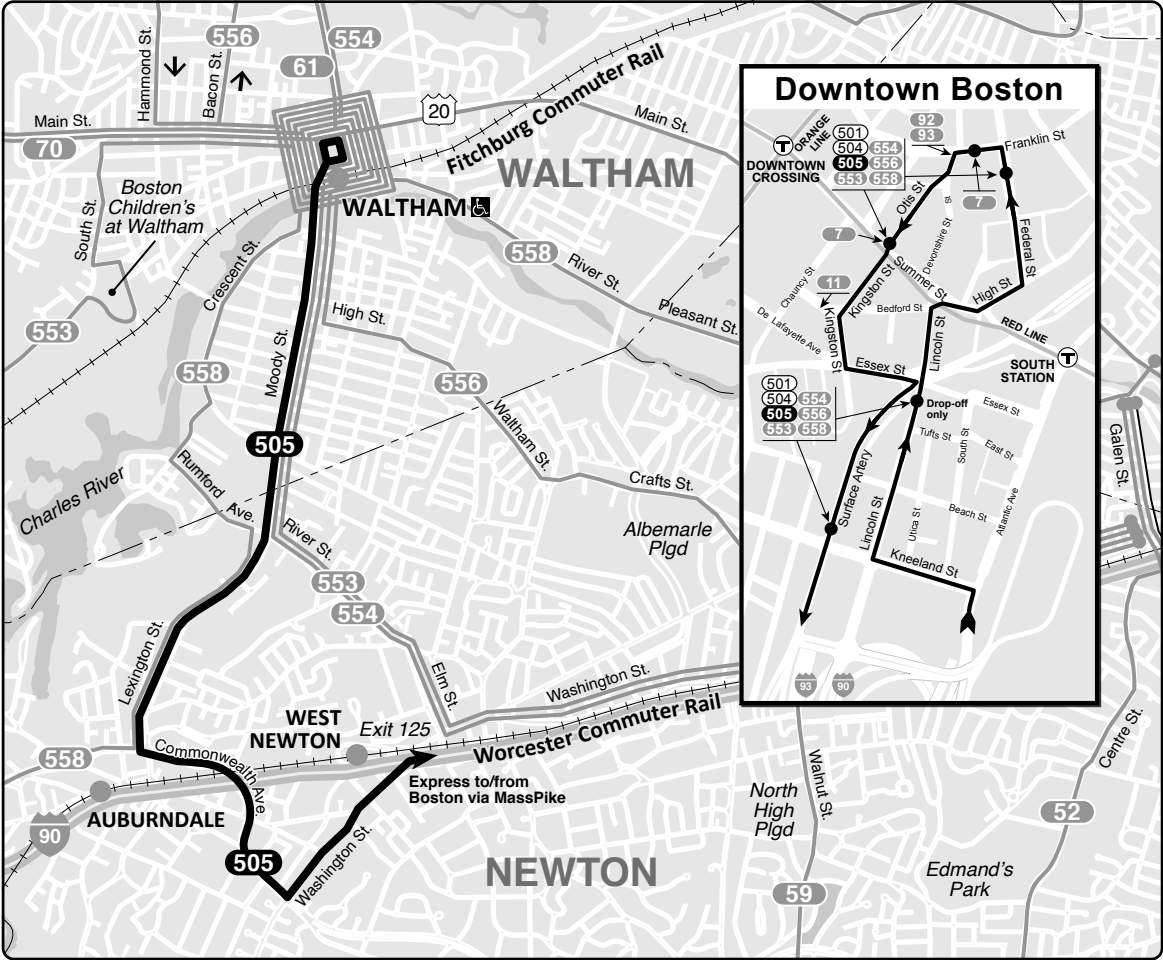 Hammond St.
556
Bacon St.
554
61
20
Main St.
70
Main St.
Fitchburg Commuter Rail
WALTHAM
WALTHAM
Boston
Children's
at Waltham
South St.
Crescent St.
553
558
River St.
Pleasant St.
High St.
Moody St.
558
556
Waltham St.
505
Crafts St.
Charles River
Rumford
Ave.
River St.
Albemarle
Plgd
553
554
Lexington St.
Elm St.
Washington St.
WEST
NEWTON
Exit 125
Worcester Commuter Rail
558
Commonwealth
Ave.
Express to/from
Boston via MassPike
AUBURNDALE
90
505
Washington St.
NEWTON
North
High
Plgd
Walnut St.
59
Centre St.
52
Edmand's
Park
Galen St.
Downtown Boston
T
ORANGE
LINE
DOWNTOWN
CROSSING
501
504 554
505 556
553 558
92
93
Franklin St
7
Otis St
St
Devonshire St
Federal St
7
Summer St
Chauncy St
11
Kingston St
Bedford St
High St
De Lafayette Ave
Kingston St
Lincoln St
RED LINE
T
SOUTH
STATION
Essex St
501
504 554
505 556
553 558
Drop-off
only
Essex St
Tufts St
South St
East St
Surface Artery
Lincoln St
Utica St
Beach St
Atlantic Ave
Kneeland St
93
90